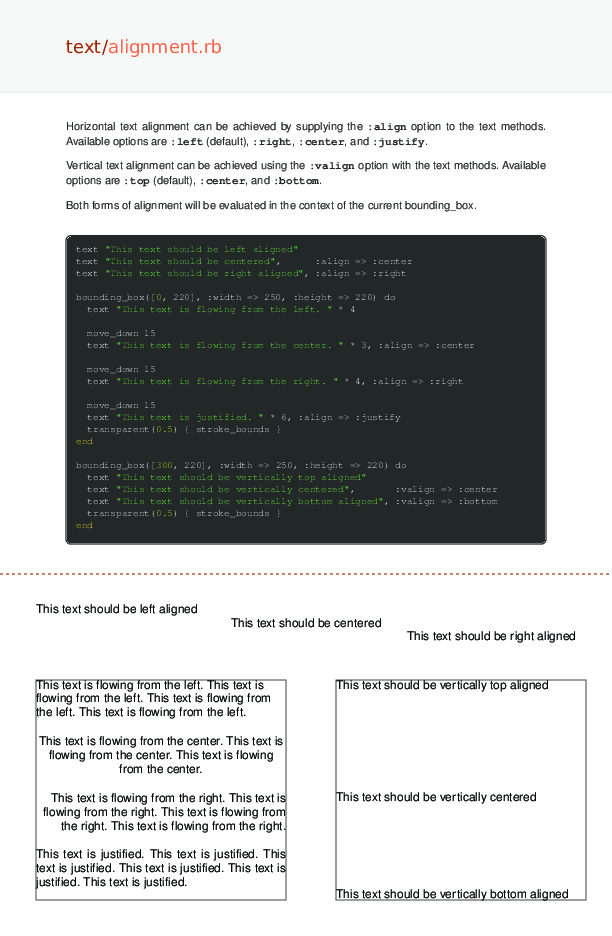 text/alignment.rb
Horizontal text alignment can be achieved by supplying the :align option to the text methods.
Available options are :left (default), :right, :center, and :justify.
Vertical text alignment can be achieved using the :valign option with the text methods. Available
options are :top (default), :center, and :bottom.
Both forms of alignment will be evaluated in the context of the current bounding_box.
text "This text should be left aligned"
text "This text should be centered",      :align => :center
text "This text should be right aligned", :align => :right
bounding_box([0, 220], :width => 250, :height => 220) do
  text "This text is flowing from the left. " * 4
  move_down 15
  text "This text is flowing from the center. " * 3, :align => :center
  move_down 15
  text "This text is flowing from the right. " * 4, :align => :right
  move_down 15
  text "This text is justified. " * 6, :align => :justify
  transparent(0.5) { stroke_bounds }
end
bounding_box([300, 220], :width => 250, :height => 220) do
  text "This text should be vertically top aligned"
  text "This text should be vertically centered",       :valign => :center
  text "This text should be vertically bottom aligned", :valign => :bottom
  transparent(0.5) { stroke_bounds }
end
This text should be left aligned
This text should be centered
This text should be right aligned
This text is flowing from the left. This text is
flowing from the left. This text is flowing from
the left. This text is flowing from the left.
This text is flowing from the center. This text is
flowing from the center. This text is flowing
from the center.
This text is flowing from the right. This text is
flowing from the right. This text is flowing from
the right. This text is flowing from the right.
This text is justified. This text is justified. This
text is justified. This text is justified. This text is
justified. This text is justified.
This text should be vertically top aligned
This text should be vertically centered
This text should be vertically bottom aligned